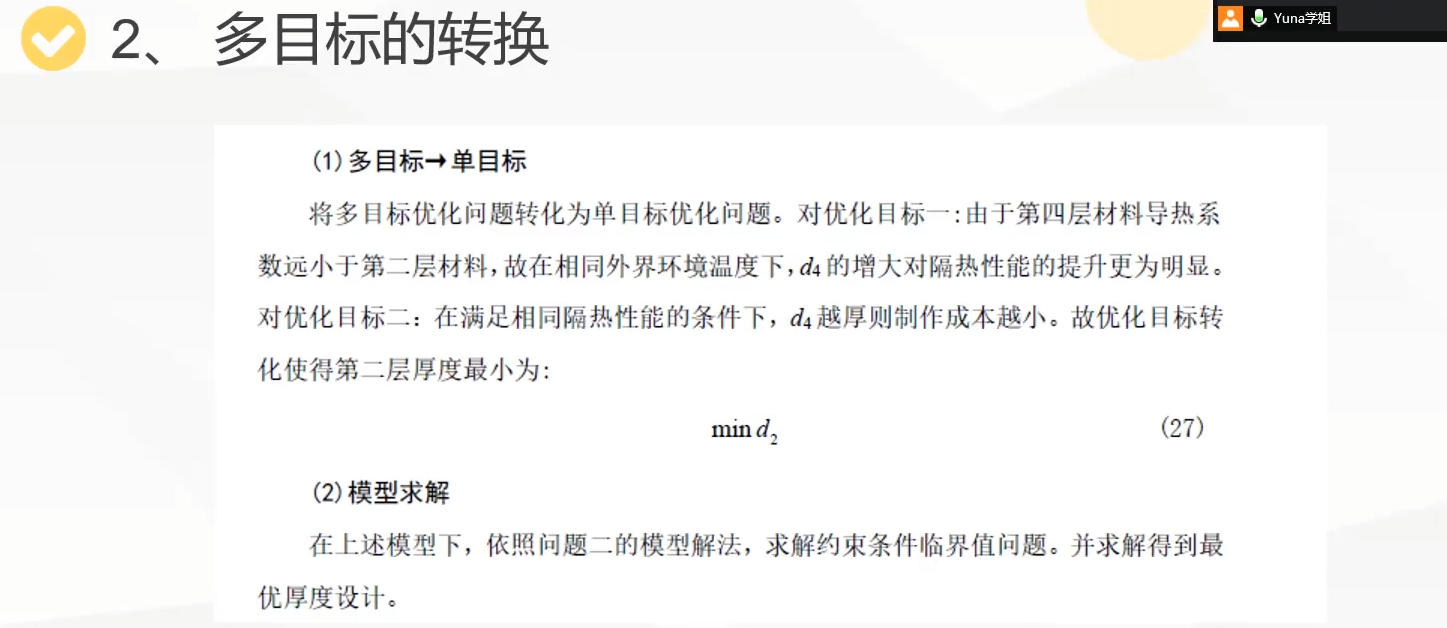 2、 多目标的转换
Yuna学姐
(1)多目标→单目标
将多目标优化问题转化为单目标优化问题。对优化目标一:由于第四层材料导热系
数远小于第二层材料,故在相同外界环境温度下,d4的增大对隔热性能的提升更为明显。
对优化目标二：在满足相同隔热性能的条件下，d4越厚则制作成本越小。故优化目标转
化使得第二层厚度最小为:
min d2 (27)
(2)模型求解
在上述模型下，依照问题二的模型解法，求解约束条件临界值问题。并求解得到最
优厚度设计。